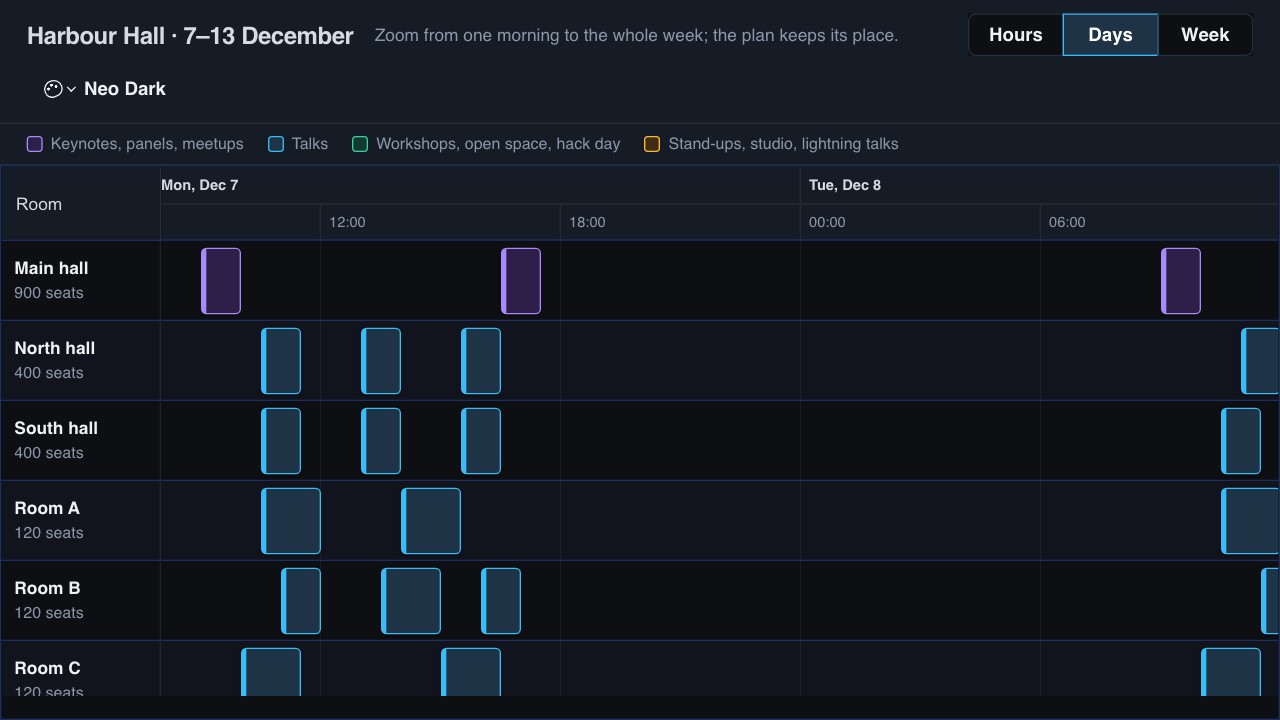 Harbour Hall · 7–13 December
Zoom from one morning to the whole week; the plan keeps its place.
Hours
Days
Week
Neo Dark
Keynotes, panels, meetups
Talks
Workshops, open space, hack day
Stand-ups, studio, lightning talks
Room
Mon, Dec 7
Tue, Dec 8
12:00
18:00
00:00
06:00
Main hall
900 seats
North hall
400 seats
South hall
400 seats
Room A
120 seats
Room B
120 seats
Room C
120 seats